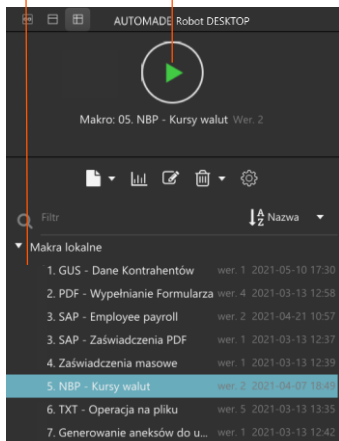 AUTOMADE Robot DESKTOP
Makro: 05. NBP - Kursy walut Wer. 2
Filtr
A Z Nazwa
Makra lokalne
1. GUS - Dane Kontrahentów wer. 1 2021-05-10 17:30
2. PDF - Wypełnianie Formularza wer. 4 2021-03-13 12:58
3. SAP - Employee payroll wer. 2 2021-04-21 10:57
3. SAP - Zaświadczenia PDF wer. 1 2021-03-13 12:37
4. Zaświadczenia masowe wer. 1 2021-03-13 12:39
5. NBP - Kursy walut wer. 2 2021-04-07 18:49
6. TXT - Operacja na pliku wer. 5 2021-03-13 13:35
7. Generowanie aneksów do u... wer. 1 2021-03-13 12:42